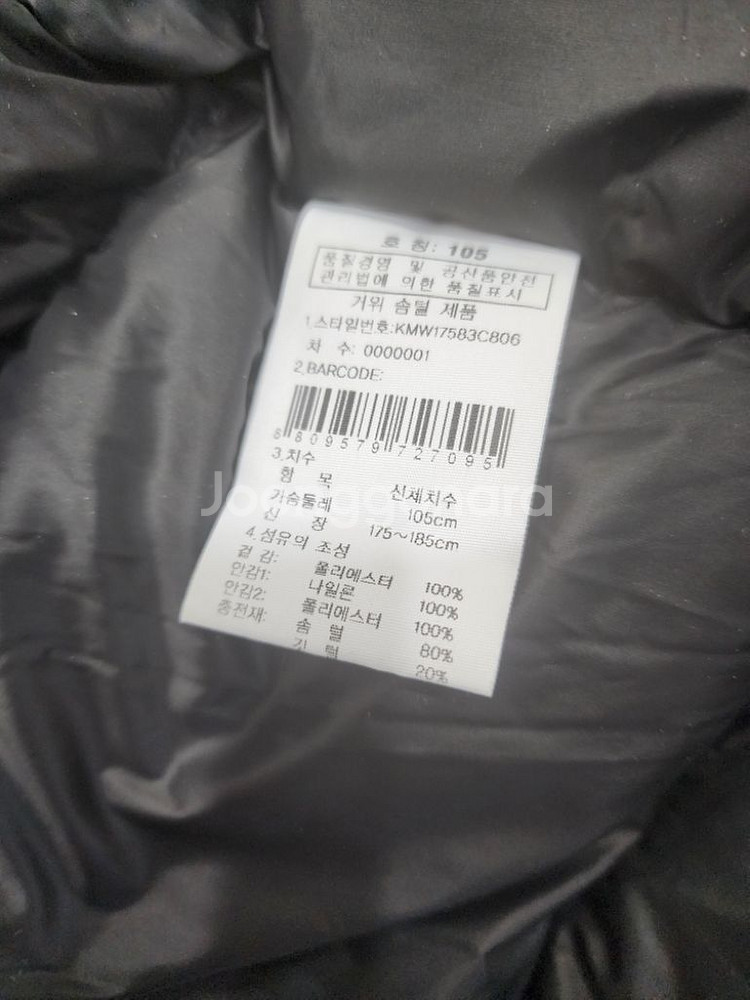 호 칭: 105
품질경영 및 공산품안전
관리법에 의한 품질표시
거위 솜털 제품
1.스타일번호:KMW17583C806
차 수: 0000001
2.BARCODE:
8 809579 727095
3.치수
항 목 신체치수
가슴둘레 105cm
신 장 175~185cm
4.섬유의 조성
겉감: 폴리에스터 100%
안감1: 나일론 100%
안감2: 폴리에스터 100%
충전재: 솜 털 80%
깃 털 20%
Joonggonara